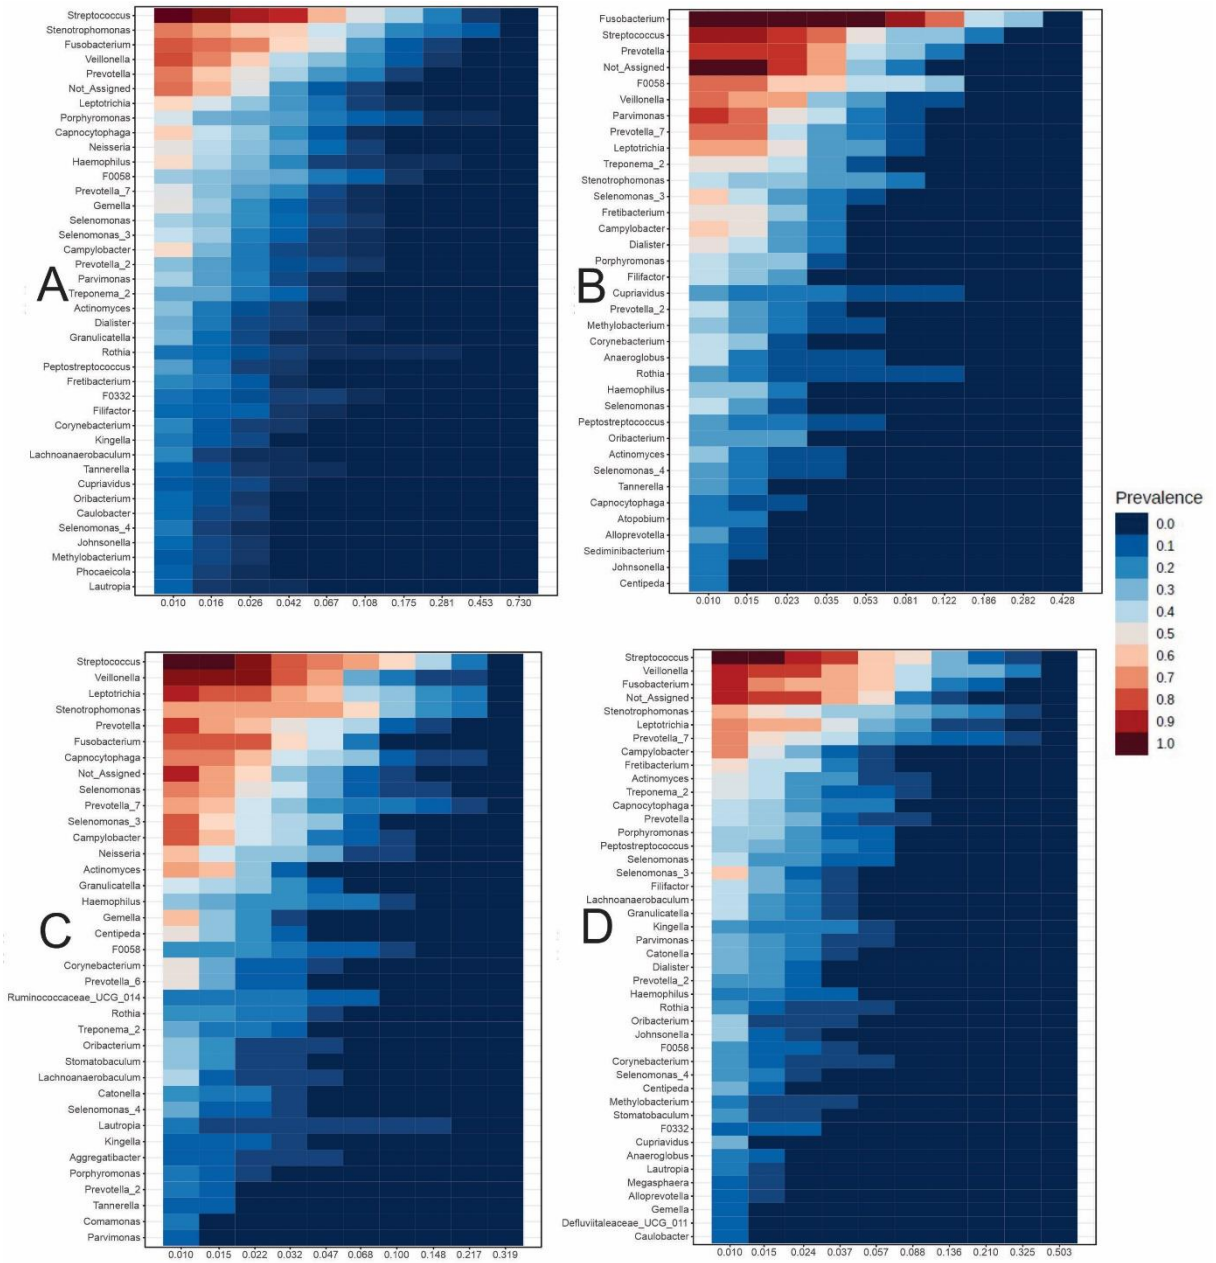 Streptococcus
Stenotrophomonas
Fusobacterium
Veillonella
Prevotella
Not_Assigned
Leptotrichia
Porphyromonas
Capnocytophaga
Neisseria
Haemophilus
F0058
Prevotella_7
Gemella
Selenomonas
Selenomonas_3
Campylobacter
Prevotella_2
Parvimonas
Treponema_2
Actinomyces
Dialister
Granulicatella
Rothia
Peptostreptococcus
Fretibacterium
F0332
Filifactor
Corynebacterium
Kingella
Lachnoanaerobaculum
Tannerella
Cupriavidus
Oribacterium
Caulobacter
Selenomonas_4
Johnsonella
Methylobacterium
Phocaeicola
Lautropia
0.010 0.016 0.026 0.042 0.067 0.108 0.175 0.281 0.453 0.730
A
Fusobacterium
Streptococcus
Prevotella
Not_Assigned
F0058
Veillonella
Parvimonas
Prevotella_7
Leptotrichia
Treponema_2
Stenotrophomonas
Selenomonas_3
Fretibacterium
Campylobacter
Dialister
Porphyromonas
Filifactor
Cupriavidus
Prevotella_2
Methylobacterium
Corynebacterium
Anaeroglobus
Rothia
Haemophilus
Selenomonas
Peptostreptococcus
Oribacterium
Actinomyces
Selenomonas_4
Tannerella
Capnocytophaga
Atopobium
Alloprevotella
Sediminibacterium
Johnsonella
Centipeda
0.010 0.015 0.023 0.035 0.053 0.081 0.122 0.186 0.282 0.428
B
Prevalence
0.0
0.1
0.2
0.3
0.4
0.5
0.6
0.7
0.8
0.9
1.0
Streptococcus
Veillonella
Leptotrichia
Stenotrophomonas
Prevotella
Fusobacterium
Capnocytophaga
Not_Assigned
Selenomonas
Prevotella_7
Selenomonas_3
Campylobacter
Neisseria
Actinomyces
Granulicatella
Haemophilus
Gemella
Centipeda
F0058
Corynebacterium
Prevotella_6
Ruminococcaceae_UCG_014
Rothia
Treponema_2
Oribacterium
Stomatobaculum
Lachnoanaerobaculum
Catonella
Selenomonas_4
Lautropia
Kingella
Aggregatibacter
Porphyromonas
Prevotella_2
Tannerella
Comamonas
Parvimonas
0.010 0.015 0.022 0.032 0.047 0.068 0.100 0.148 0.217 0.319
C
Streptococcus
Veillonella
Fusobacterium
Not_Assigned
Stenotrophomonas
Leptotrichia
Prevotella_7
Campylobacter
Fretibacterium
Actinomyces
Treponema_2
Capnocytophaga
Prevotella
Porphyromonas
Peptostreptococcus
Selenomonas
Selenomonas_3
Filifactor
Lachnoanaerobaculum
Granulicatella
Kingella
Parvimonas
Catonella
Dialister
Prevotella_2
Haemophilus
Rothia
Oribacterium
Johnsonella
F0058
Corynebacterium
Selenomonas_4
Centipeda
Methylobacterium
Stomatobaculum
F0332
Cupriavidus
Anaeroglobus
Lautropia
Megasphaera
Alloprevotella
Gemella
Defluviitaleaceae_UCG_011
Caulobacter
0.010 0.015 0.024 0.037 0.057 0.088 0.136 0.210 0.325 0.503
D